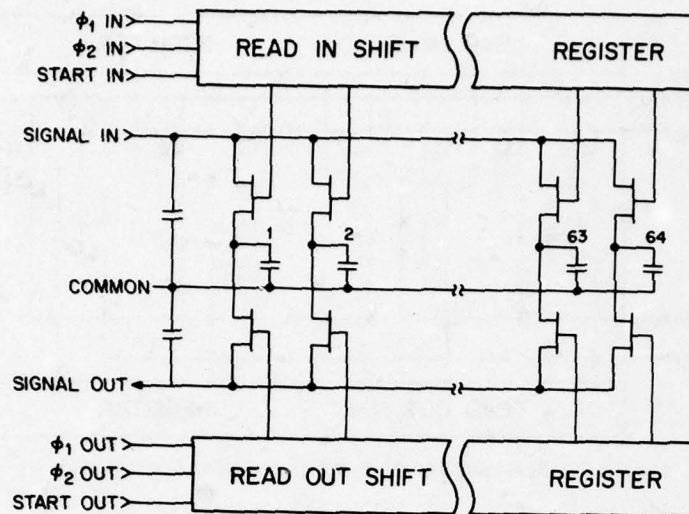 ϕ₁ IN
ϕ₂ IN
START IN
READ IN SHIFT REGISTER
SIGNAL IN
1 2 63 64
COMMON
SIGNAL OUT
ϕ₁ OUT
ϕ₂ OUT
START OUT
READ OUT SHIFT REGISTER